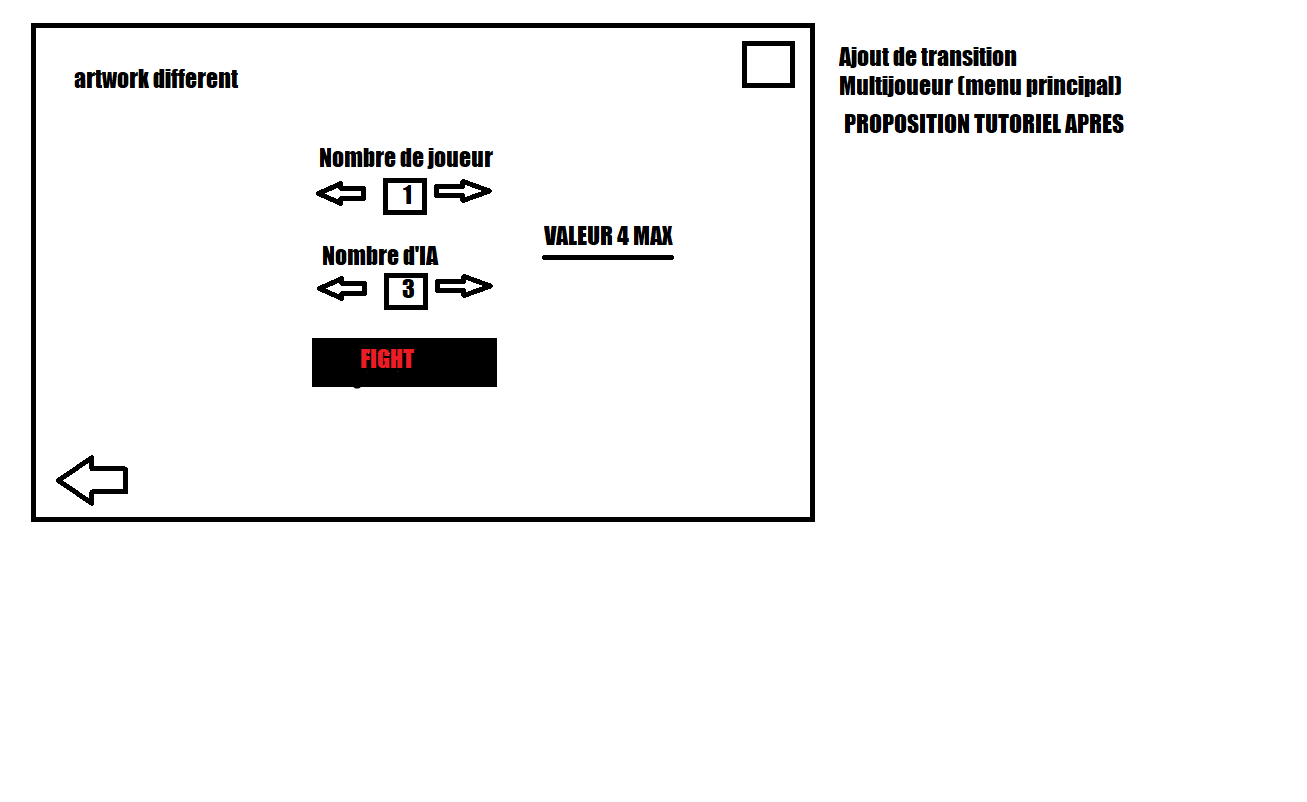 artwork different
Ajout de transition
Multijoueur (menu principal)
PROPOSITION TUTORIEL APRES
Nombre de joueur
1
VALEUR 4 MAX
Nombre d'IA
3
FIGHT